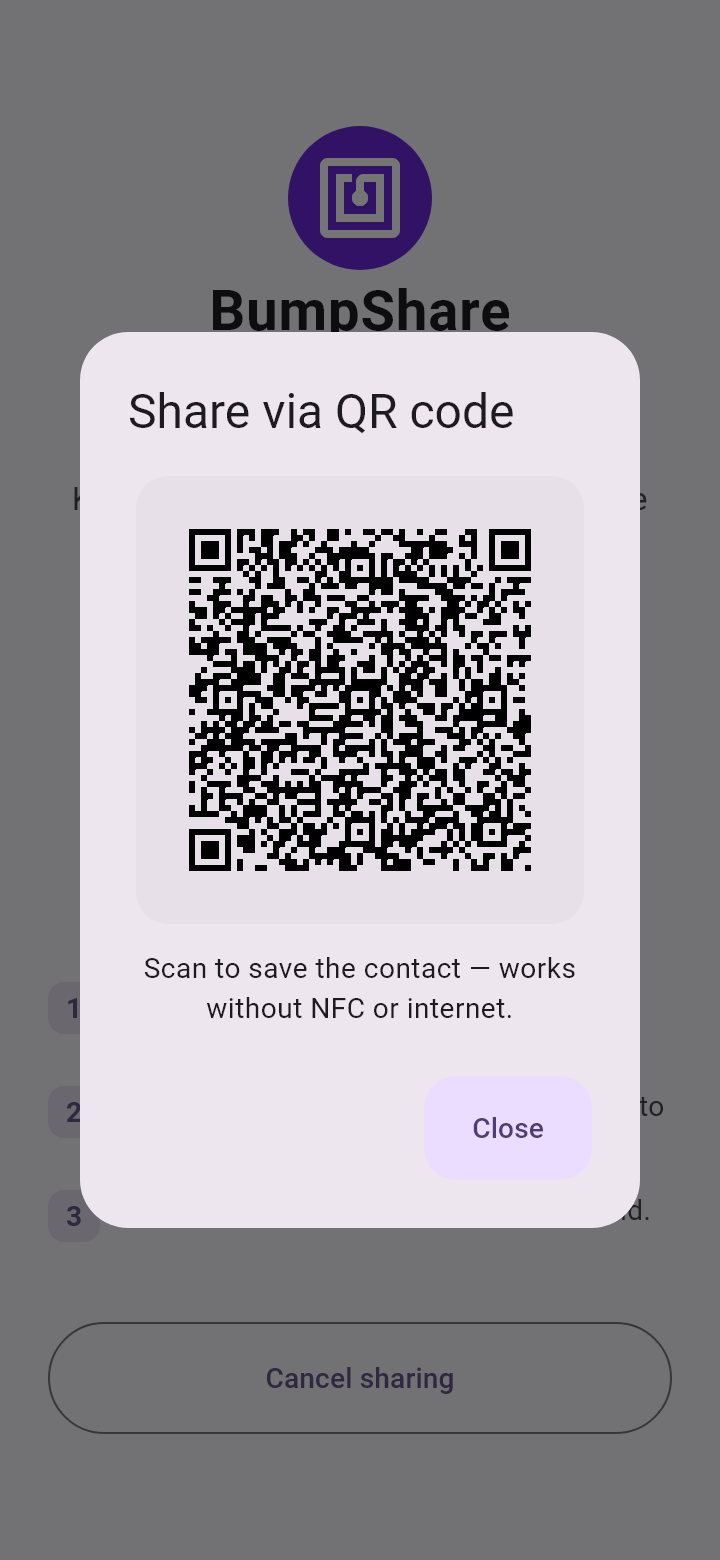 BumpShare
Share via QR code
Scan to save the contact — works
without NFC or internet.
1
to
2
Close
3
Cancel sharing